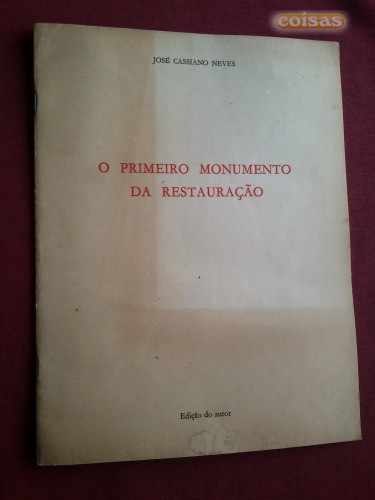 coisas
JOSÉ CASSIANO NEVES
O PRIMEIRO MONUMENTO
DA RESTAURAÇÃO
Edição do autor